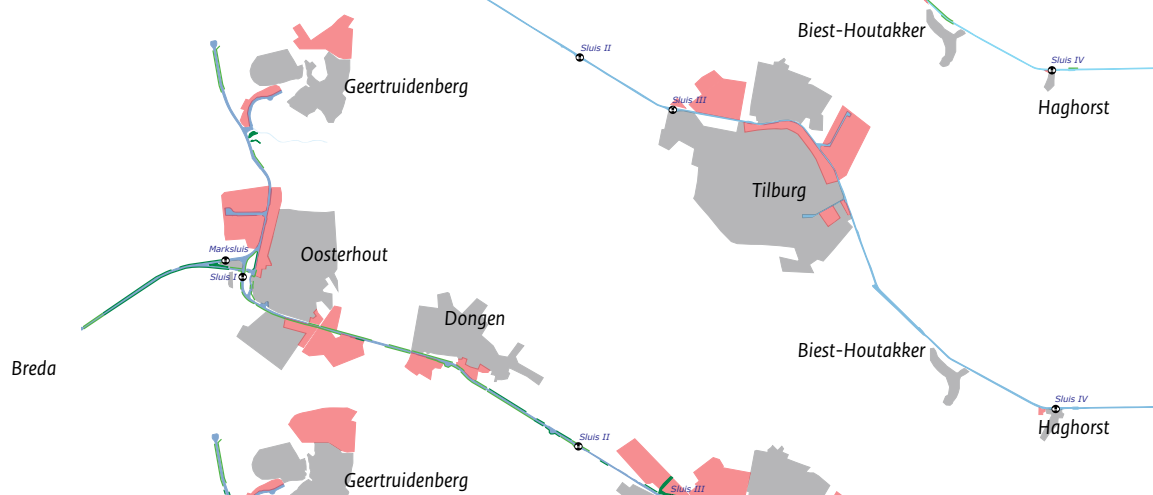 Biest-Houtakker
Sluis II
Sluis IV
Geertruidenberg
Sluis III
Haghorst
Tilburg
Marksluis
Oosterhout
Sluis I
Dongen
Biest-Houtakker
Breda
Sluis IV
Haghorst
Sluis II
Geertruidenberg
Sluis III